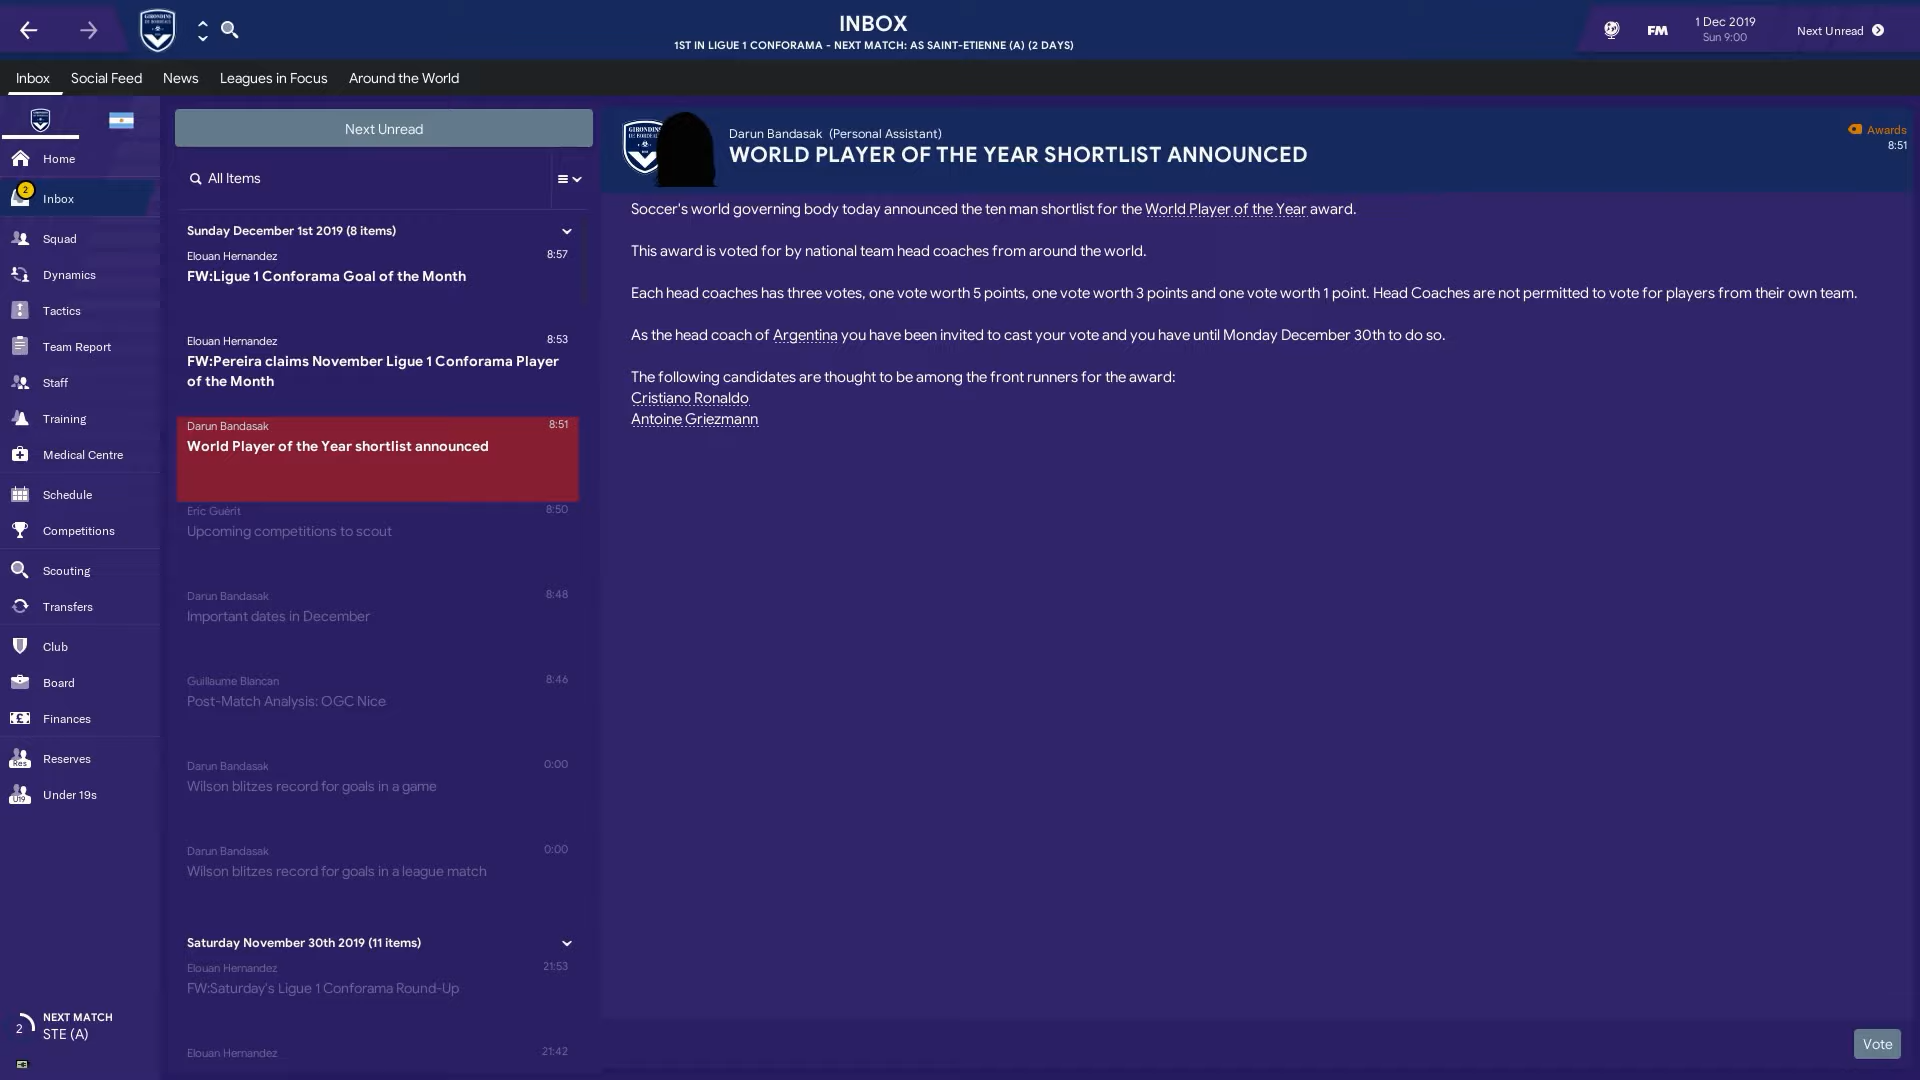 INBOX
1ST IN LIGUE 1 CONFORAMA - NEXT MATCH: AS SAINT-ETIENNE (A) (2 DAYS)
FM
1 Dec 2019
Sun 9:00
Next Unread
Inbox
Social Feed
News
Leagues in Focus
Around the World
Home
2
Inbox
Squad
Dynamics
Tactics
Team Report
Staff
Training
Medical Centre
Schedule
Competitions
Scouting
Transfers
Club
Board
Finances
Res
Reserves
U19
Under 19s
2
NEXT MATCH
STE (A)
Next Unread
All Items
Sunday December 1st 2019 (8 items)
Elouan Hernandez 8:57
FW:Ligue 1 Conforama Goal of the Month
Elouan Hernandez 8:53
FW:Pereira claims November Ligue 1 Conforama Player
of the Month
Darun Bandasak 8:51
World Player of the Year shortlist announced
Eric Guérit 8:50
Upcoming competitions to scout
Darun Bandasak 8:48
Important dates in December
Guillaume Blancan 8:46
Post-Match Analysis: OGC Nice
Darun Bandasak 0:00
Wilson blitzes record for goals in a game
Darun Bandasak 0:00
Wilson blitzes record for goals in a league match
Saturday November 30th 2019 (11 items)
Elouan Hernandez 21:53
FW:Saturday's Ligue 1 Conforama Round-Up
Elouan Hernandez 21:42
GIRONDINS
Darun Bandasak (Personal Assistant)
WORLD PLAYER OF THE YEAR SHORTLIST ANNOUNCED
Awards
8:51
Soccer's world governing body today announced the ten man shortlist for the World Player of the Year award.
This award is voted for by national team head coaches from around the world.
Each head coaches has three votes, one vote worth 5 points, one vote worth 3 points and one vote worth 1 point. Head Coaches are not permitted to vote for players from their own team.
As the head coach of Argentina you have been invited to cast your vote and you have until Monday December 30th to do so.
The following candidates are thought to be among the front runners for the award:
Cristiano Ronaldo
Antoine Griezmann
Vote